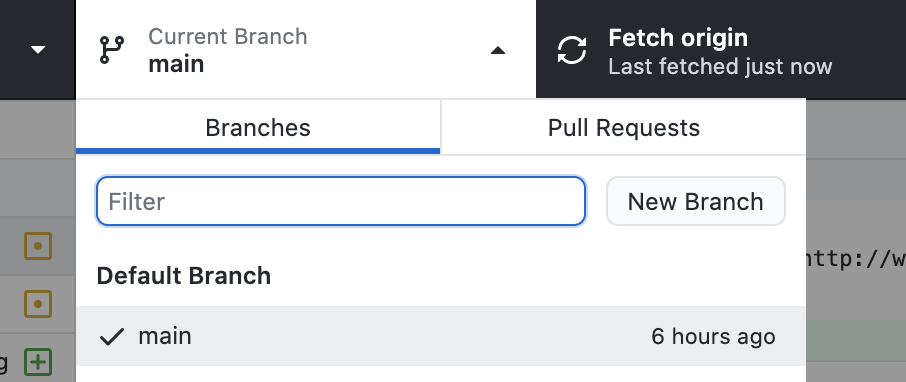 Current Branch
main
Fetch origin
Last fetched just now
Branches
Pull Requests
Filter
New Branch
Default Branch
main
6 hours ago
http://w
g